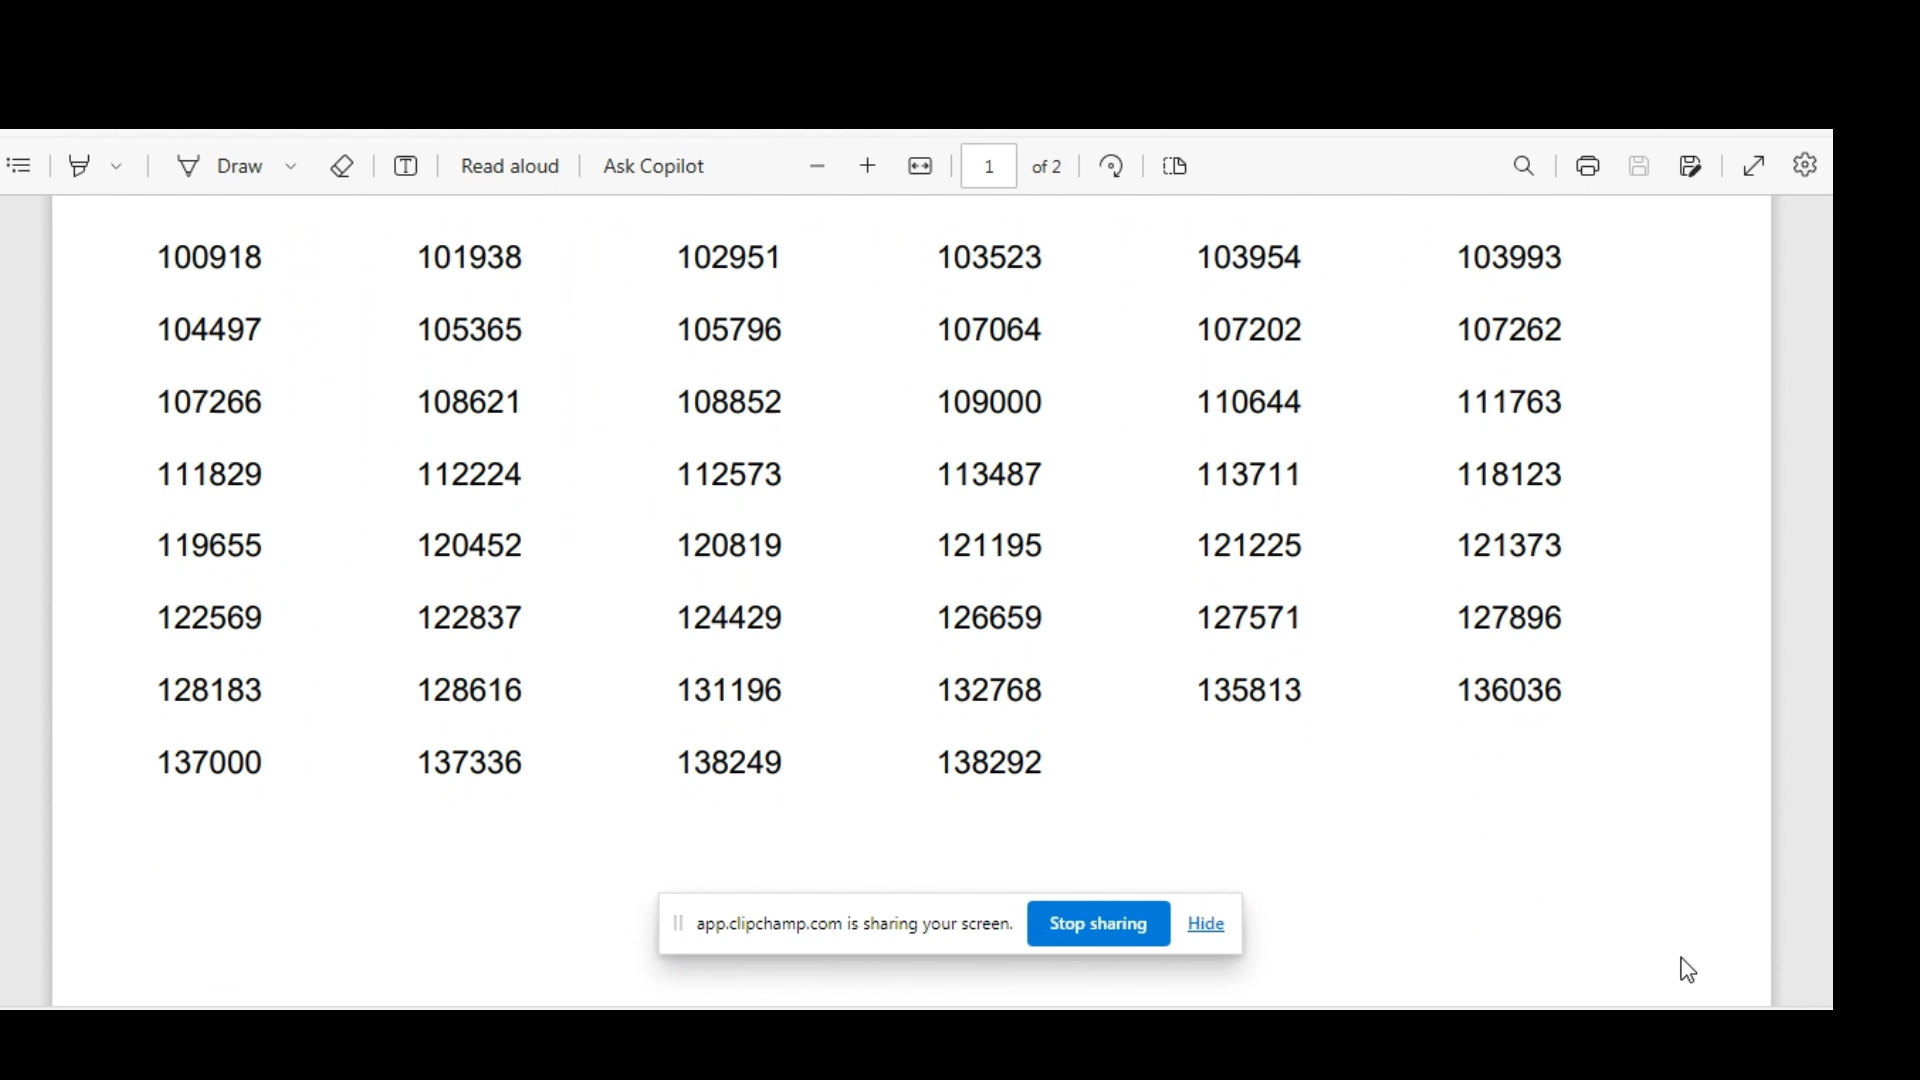 Draw Read aloud Ask Copilot 1 of 2
100918 101938 102951 103523 103954 103993
104497 105365 105796 107064 107202 107262
107266 108621 108852 109000 110644 111763
111829 112224 112573 113487 113711 118123
119655 120452 120819 121195 121225 121373
122569 122837 124429 126659 127571 127896
128183 128616 131196 132768 135813 136036
137000 137336 138249 138292
app.clipchamp.com is sharing your screen. Stop sharing Hide